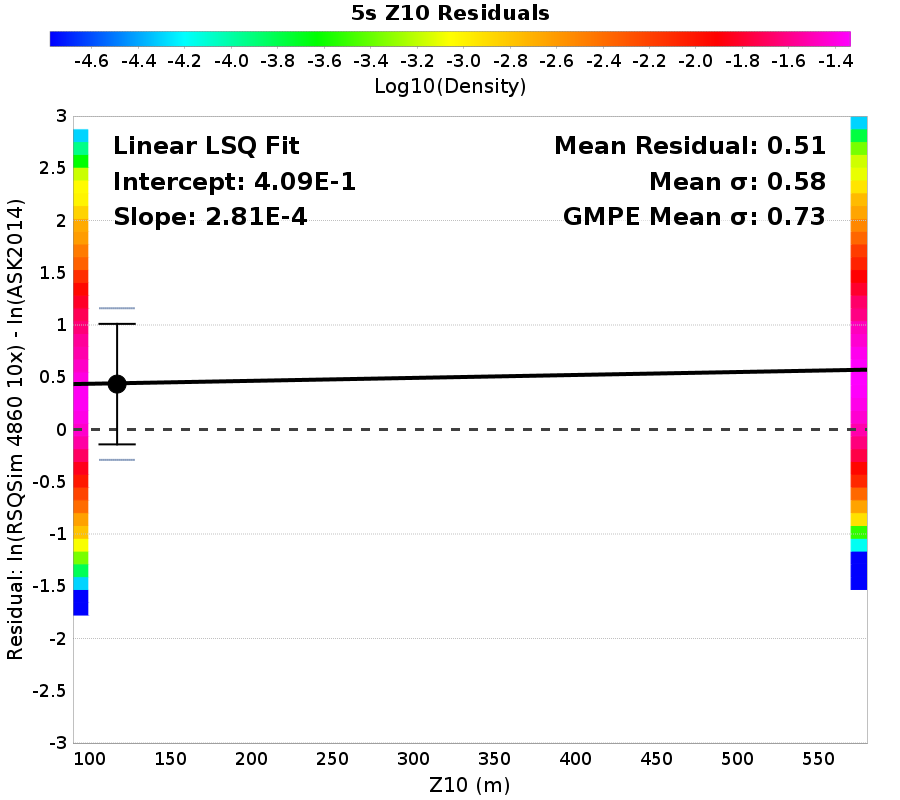 5s Z10 Residuals
-4.6 -4.4 -4.2 -4.0 -3.8 -3.6 -3.4 -3.2 -3.0 -2.8 -2.6 -2.4 -2.2 -2.0 -1.8 -1.6 -1.4
Log10(Density)
Linear LSQ Fit
Intercept: 4.09E-1
Slope: 2.81E-4
Mean Residual: 0.51
Mean σ: 0.58
GMPE Mean σ: 0.73
Residual: ln(RSQSim 4860 10x) - ln(ASK2014)
3
2.5
2
1.5
1
0.5
0
-0.5
-1
-1.5
-2
-2.5
-3
100 150 200 250 300 350 400 450 500 550
Z10 (m)